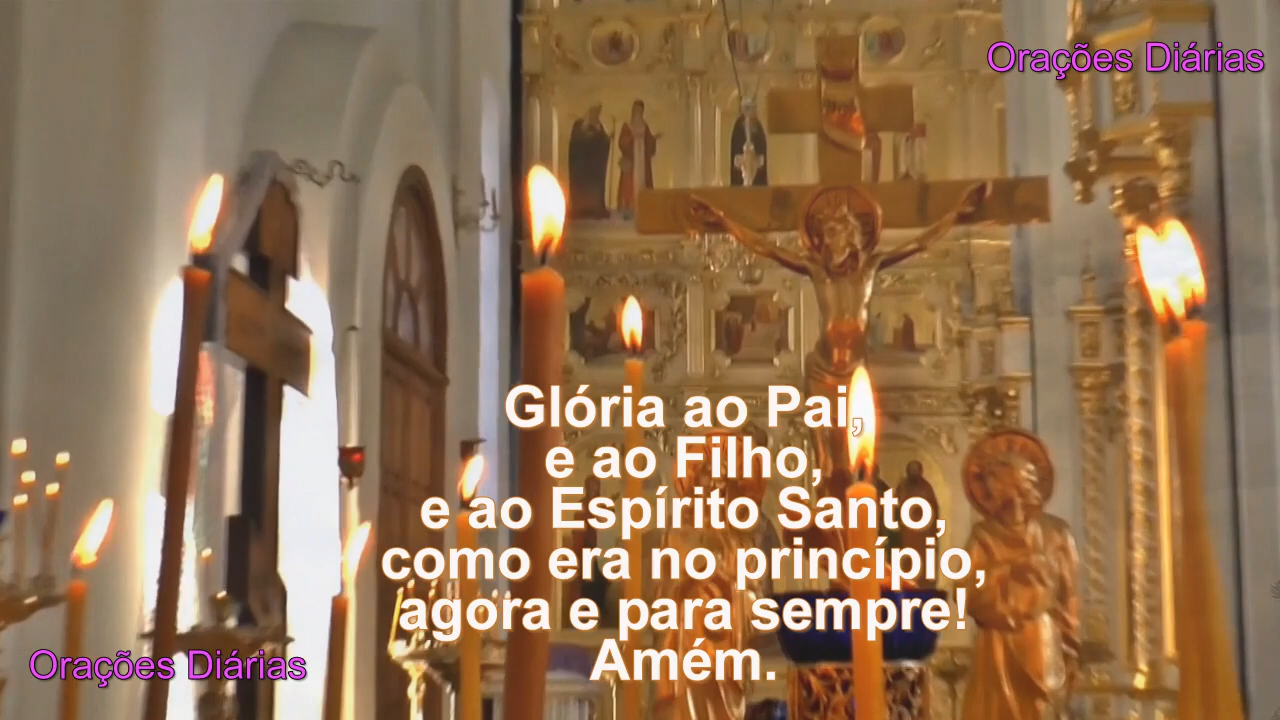 Orações Diárias
Glória ao Pai,
e ao Filho,
e ao Espírito Santo,
como era no princípio,
agora e para sempre!
Amém.
Orações Diárias